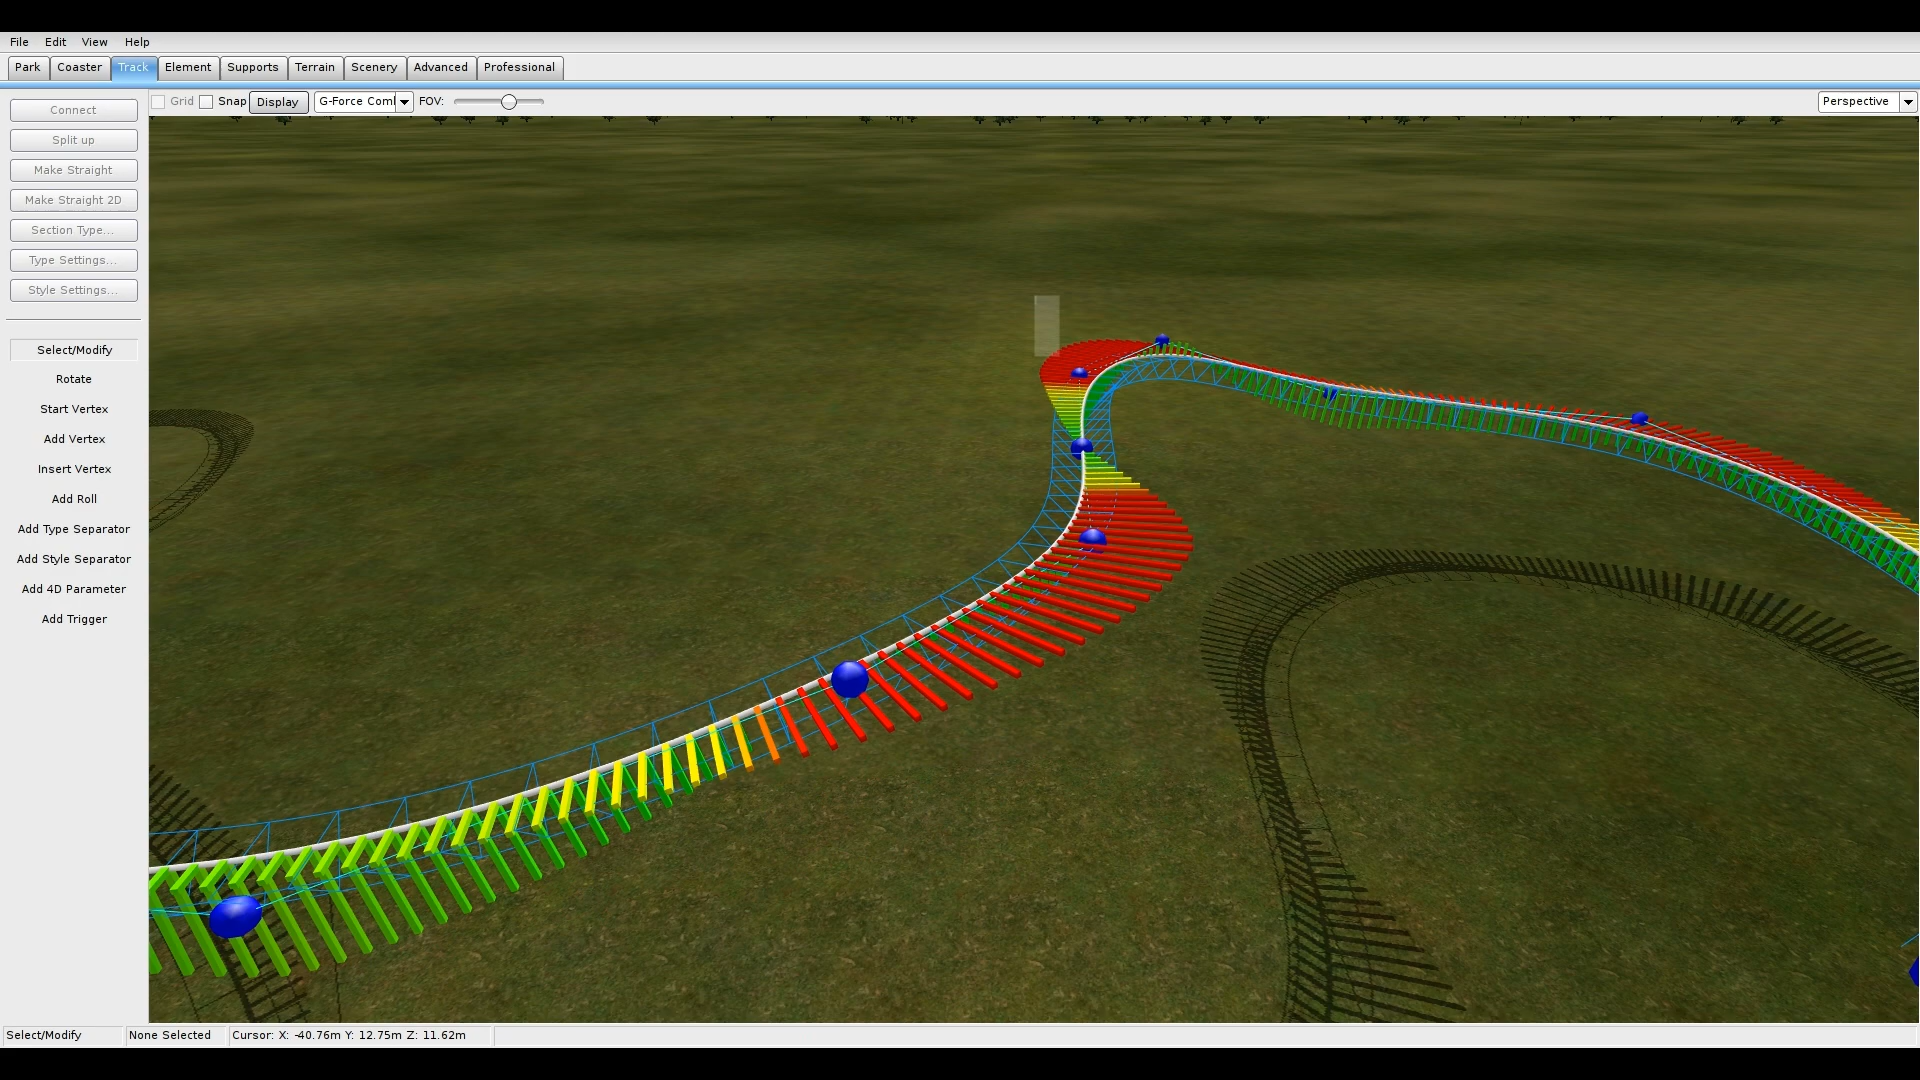 File Edit View Help
Park Coaster Track Element Supports Terrain Scenery Advanced Professional
Grid Snap Display G-Force Com FOV: Perspective
Connect
Split up
Make Straight
Make Straight 2D
Section Type...
Type Settings...
Style Settings...
Select/Modify
Rotate
Start Vertex
Add Vertex
Insert Vertex
Add Roll
Add Type Separator
Add Style Separator
Add 4D Parameter
Add Trigger
Select/Modify None Selected Cursor: X: -40.76m Y: 12.75m Z: 11.62m